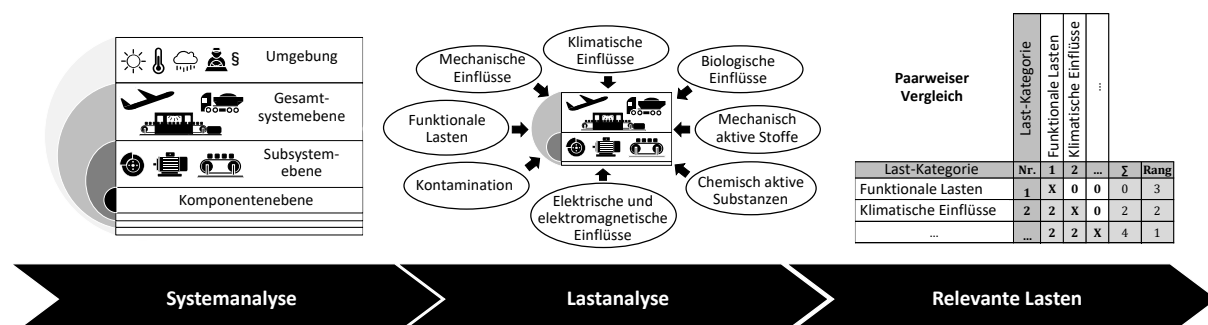 Umgebung
§
Gesamt-
systemebene
Subsystem-
ebene
Komponentenebene
Klimatische
Einflüsse
Mechanische
Einflüsse
Biologische
Einflüsse
Funktionale
Lasten
Mechanisch
aktive Stoffe
Kontamination
Chemisch aktive
Substanzen
Elektrische und
elektromagnetische
Einflüsse
Paarweiser
Vergleich
Last-Kategorie
Funktionale Lasten
Klimatische Einflüsse
...
Last-Kategorie Nr. 1 2 ... Σ Rang
Funktionale Lasten 1 X 0 0 0 3
Klimatische Einflüsse 2 2 X 0 2 2
... ... 2 2 X 4 1
Systemanalyse
Lastanalyse
Relevante Lasten